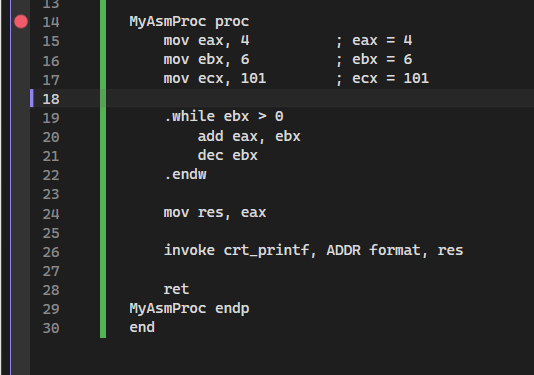 13
14 MyAsmProc proc
15 mov eax, 4 ; eax = 4
16 mov ebx, 6 ; ebx = 6
17 mov ecx, 101 ; ecx = 101
18
19 .while ebx > 0
20 add eax, ebx
21 dec ebx
22 .endw
23
24 mov res, eax
25
26 invoke crt_printf, ADDR format, res
27
28 ret
29 MyAsmProc endp
30 end